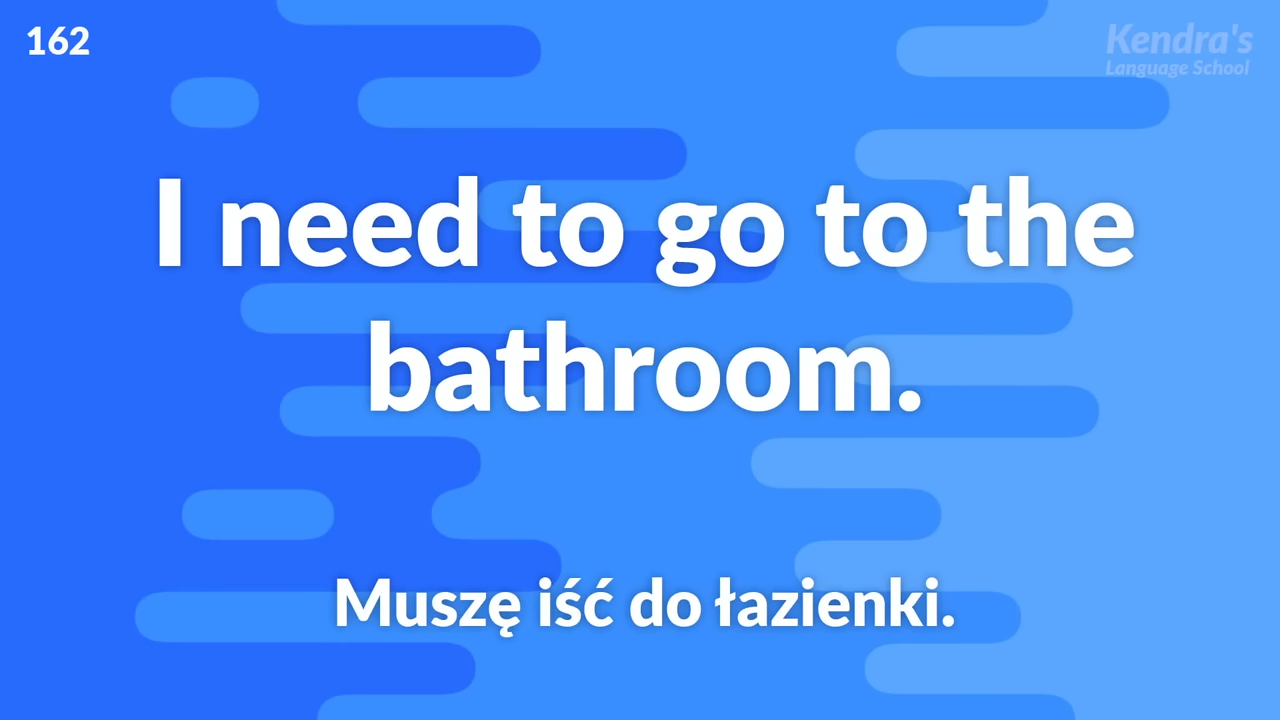 162
Kendra's
Language School
I need to go to the
bathroom.
Muszę iść do łazienki.